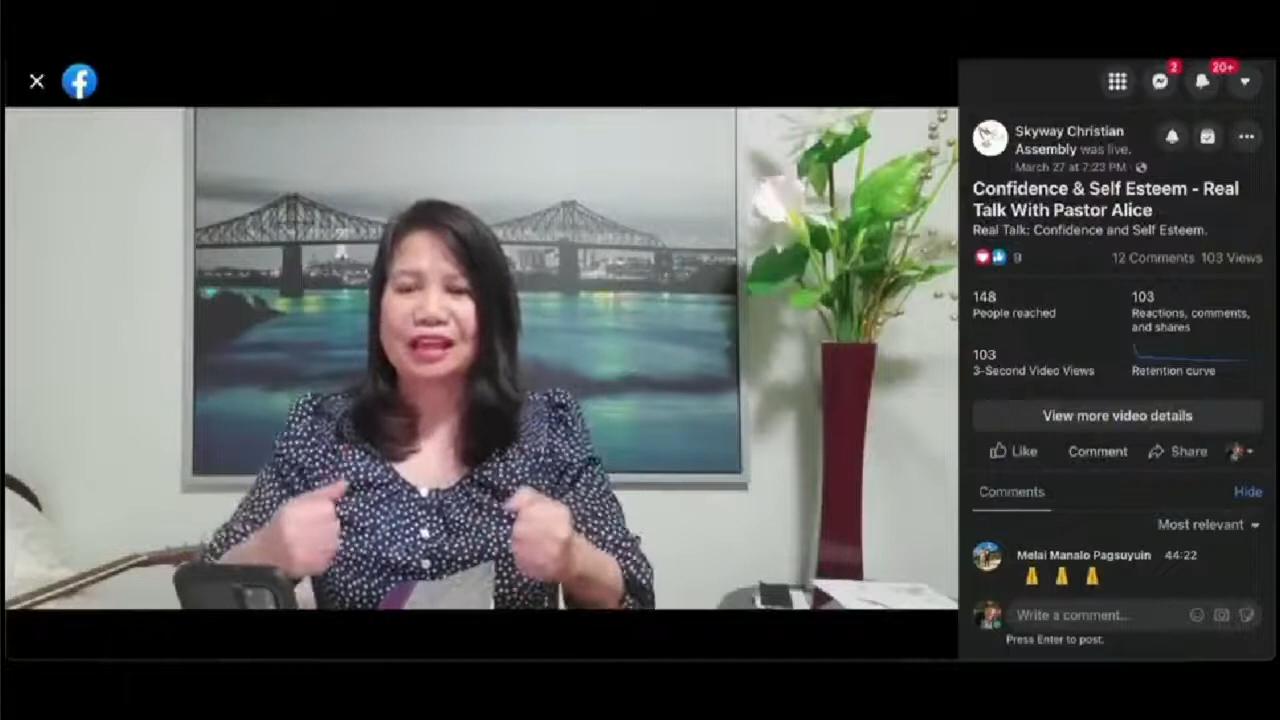 2
20+
Skyway Christian
Assembly was live.
March 27 at 7:23 PM ·
Confidence & Self Esteem - Real
Talk With Pastor Alice
Real Talk: Confidence and Self Esteem.
9 12 Comments 103 Views
148 103
People reached Reactions, comments,
and shares
103
3-Second Video Views Retention curve
View more video details
Like Comment Share
Comments Hide
Most relevant
Melai Manalo Pagsuyuin 44:22
Write a comment...
Press Enter to post.